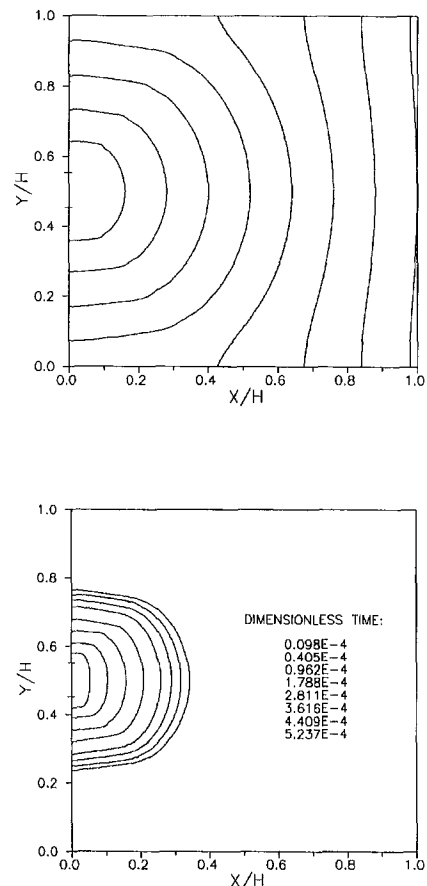 1.0
0.8
0.6
0.4
0.2
0.0
Y/H
0.0 0.2 0.4 0.6 0.8 1.0
X/H
1.0
0.8
0.6
0.4
0.2
0.0
Y/H
DIMENSIONLESS TIME:
0.098E-4
0.405E-4
0.962E-4
1.788E-4
2.811E-4
3.616E-4
4.409E-4
5.237E-4
0.0 0.2 0.4 0.6 0.8 1.0
X/H